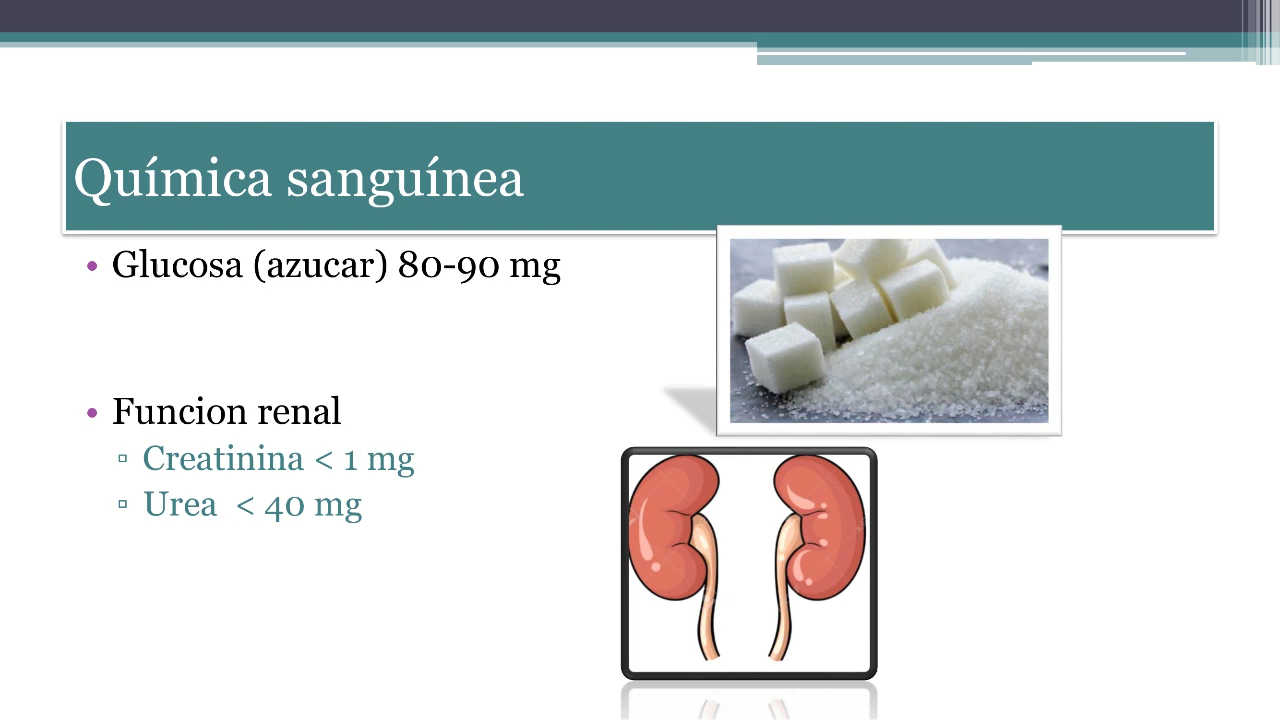 Química sanguínea
• Glucosa (azucar) 80-90 mg
• Funcion renal
▫ Creatinina < 1 mg
▫ Urea < 40 mg